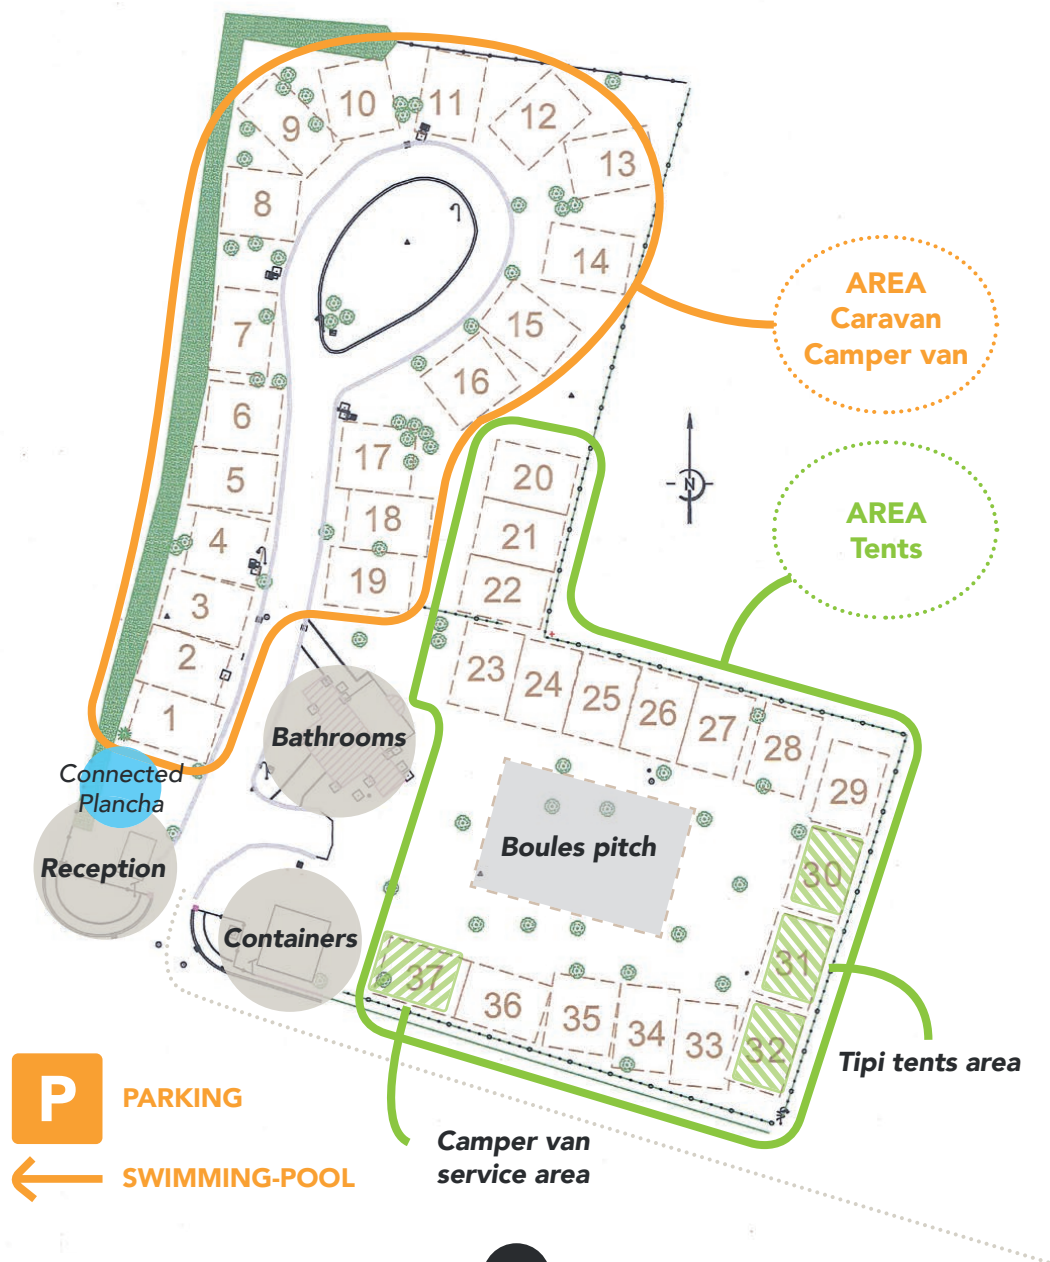 10
11
12
9
13
8
14
AREA
Caravan
Camper van
7
15
16
6
17
5
20
N
18
4
21
AREA
Tents
19
22
3
2
23
24
25
26
27
28
29
1
Bathrooms
Connected
Plancha
Boules pitch
Reception
30
Containers
31
37
36
35
34
33
32
Tipi tents area
P
PARKING
Camper van
service area
SWIMMING-POOL